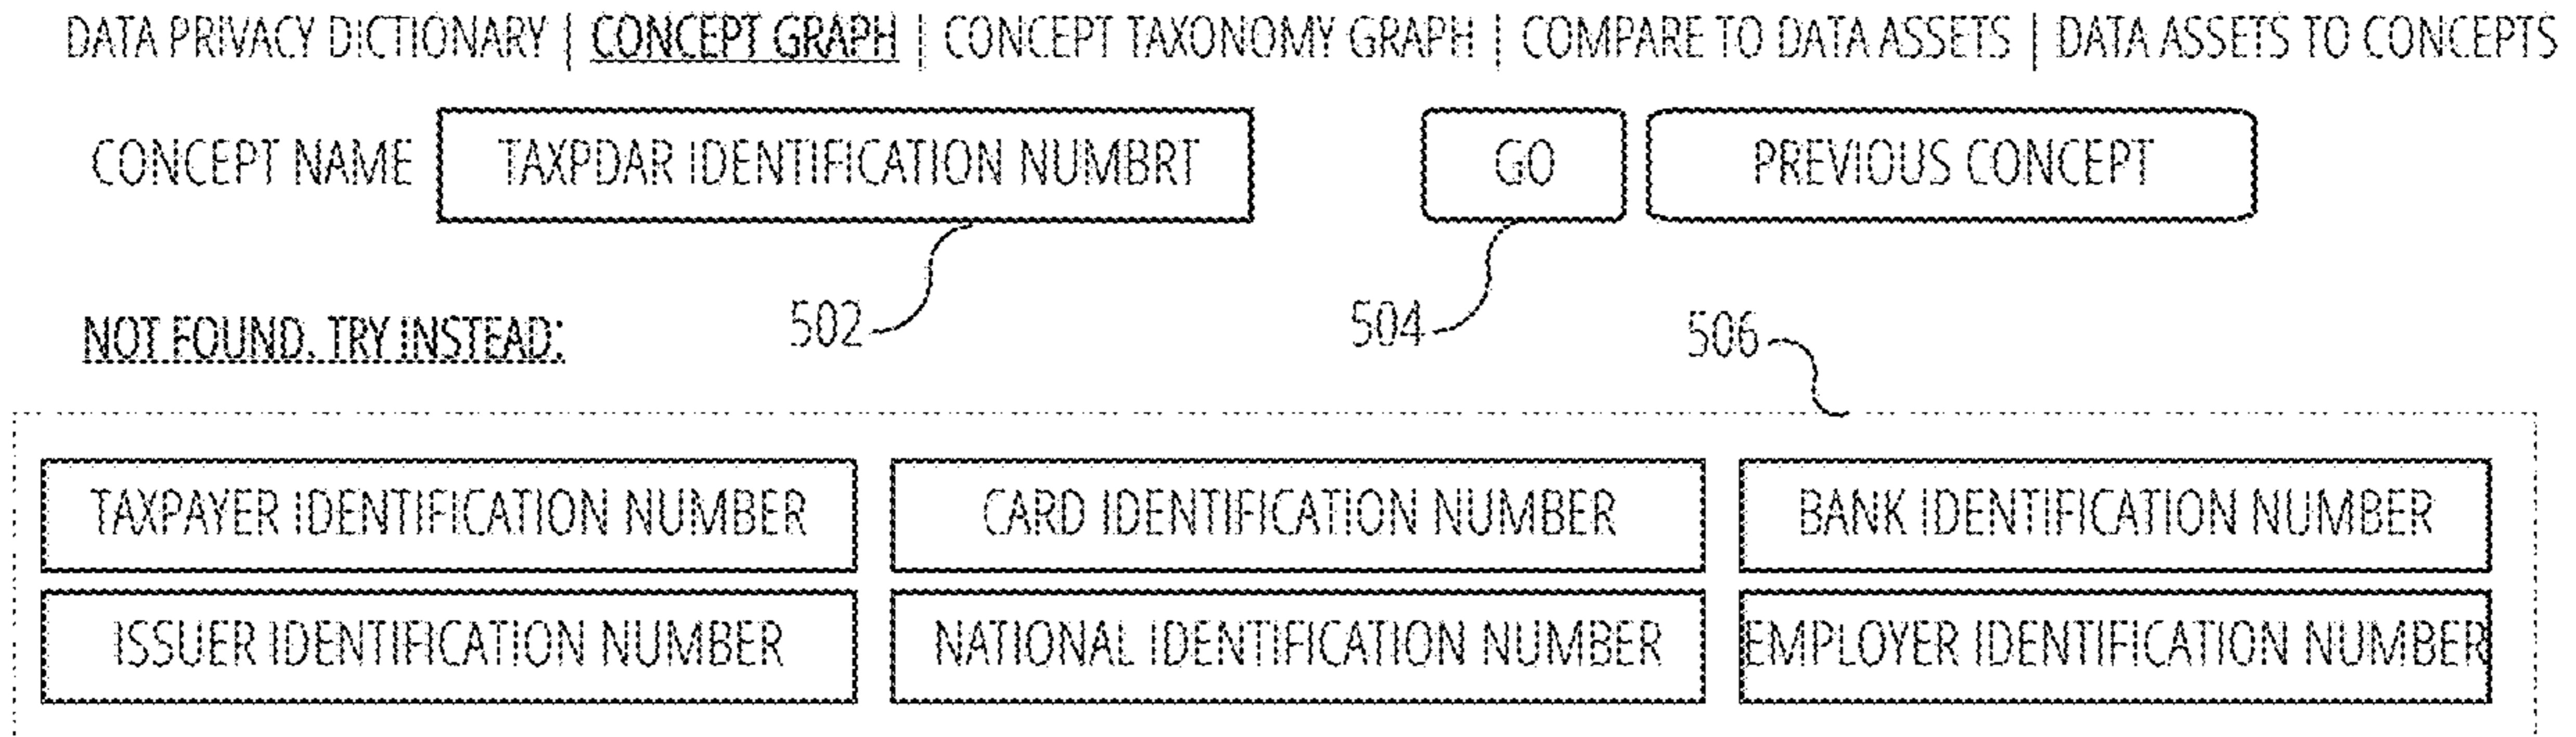 DATA PRIVACY DICTIONARY | CONCEPT GRAPH | CONCEPT TAXONOMY GRAPH | COMPARE TO DATA ASSETS | DATA ASSETS TO CONCEPTS
CONCEPT NAME TAXPDAR IDENTIFICATION NUMBRT GO PREVIOUS CONCEPT
502 504 506
NOT FOUND. TRY INSTEAD:
TAXPAYER IDENTIFICATION NUMBER CARD IDENTIFICATION NUMBER BANK IDENTIFICATION NUMBER
ISSUER IDENTIFICATION NUMBER NATIONAL IDENTIFICATION NUMBER EMPLOYER IDENTIFICATION NUMBER